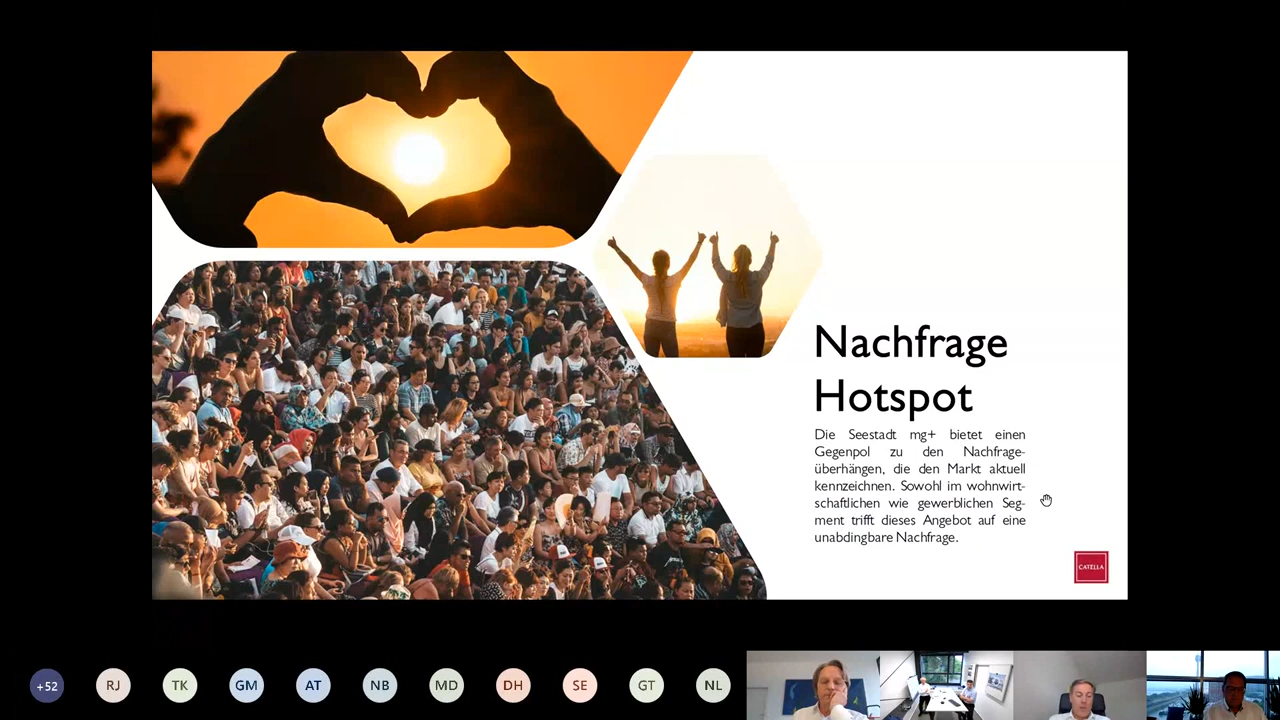 Nachfrage
Hotspot
Die Seestadt mg+ bietet einen
Gegenpol zu den Nachfrage-
überhängen, die den Markt aktuell
kennzeichnen. Sowohl im wohnwirt-
schaftlichen wie gewerblichen Seg-
ment trifft dieses Angebot auf eine
unabdingbare Nachfrage.
CATELLA
+52 RJ TK GM AT NB MD DH SE GT NL